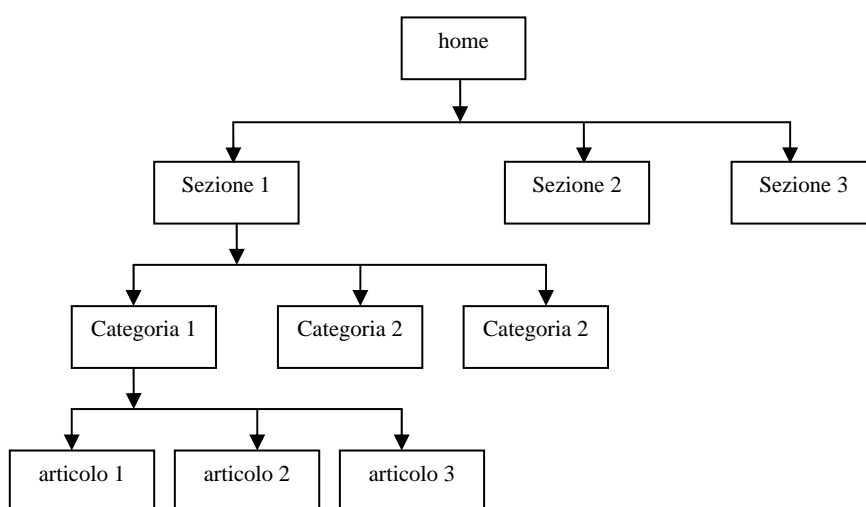 home
Sezione 1
Sezione 2
Sezione 3
Categoria 1
Categoria 2
Categoria 2
articolo 1
articolo 2
articolo 3